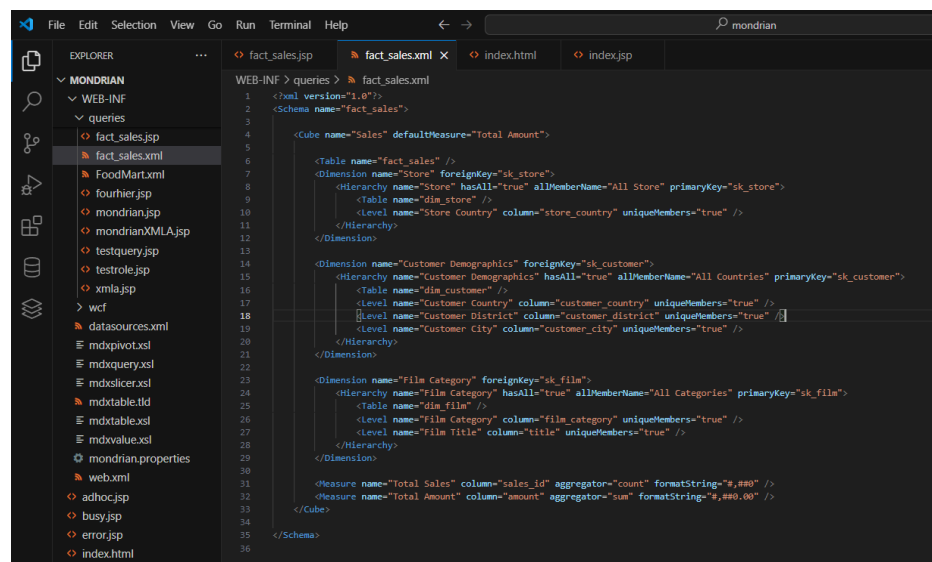 File Edit Selection View Go Run Terminal Help
mondrian
EXPLORER
MONDRIAN
WEB-INF
queries
fact_sales.jsp
fact_sales.xml
FoodMart.xml
fourhier.jsp
mondrian.jsp
mondrianXMLA.jsp
testquery.jsp
testrole.jsp
xmla.jsp
wcf
datasources.xml
mdxpivot.xsl
mdxquery.xsl
mdxslicer.xsl
mdxtable.tld
mdxtable.xsl
mdxvalue.xsl
mondrian.properties
web.xml
adhoc.jsp
busy.jsp
error.jsp
index.html
fact_sales.jsp fact_sales.xml index.html index.jsp
WEB-INF > queries > fact_sales.xml
1 <?xml version="1.0"?>
2 <Schema name="fact_sales">
3
4 <Cube name="Sales" defaultMeasure="Total Amount">
5
6 <Table name="fact_sales" />
7 <Dimension name="Store" foreignKey="sk_store">
8 <Hierarchy name="Store" hasAll="true" allMemberName="All Store" primaryKey="sk_store">
9 <Table name="dim_store" />
10 <Level name="Store Country" column="store_country" uniqueMembers="true" />
11 </Hierarchy>
12 </Dimension>
13
14 <Dimension name="Customer Demographics" foreignKey="sk_customer">
15 <Hierarchy name="Customer Demographics" hasAll="true" allMemberName="All Countries" primaryKey="sk_customer">
16 <Table name="dim_customer" />
17 <Level name="Customer Country" column="customer_country" uniqueMembers="true" />
18 <Level name="Customer District" column="customer_district" uniqueMembers="true" />
19 <Level name="Customer City" column="customer_city" uniqueMembers="true" />
20 </Hierarchy>
21 </Dimension>
22
23 <Dimension name="Film Category" foreignKey="sk_film">
24 <Hierarchy name="Film Category" hasAll="true" allMemberName="All Categories" primaryKey="sk_film">
25 <Table name="dim_film" />
26 <Level name="Film Category" column="film_category" uniqueMembers="true" />
27 <Level name="Film Title" column="title" uniqueMembers="true" />
28 </Hierarchy>
29 </Dimension>
30
31 <Measure name="Total Sales" column="sales_id" aggregator="count" formatString="#,##0" />
32 <Measure name="Total Amount" column="amount" aggregator="sum" formatString="#,##0.00" />
33 </Cube>
34
35 </Schema>
36